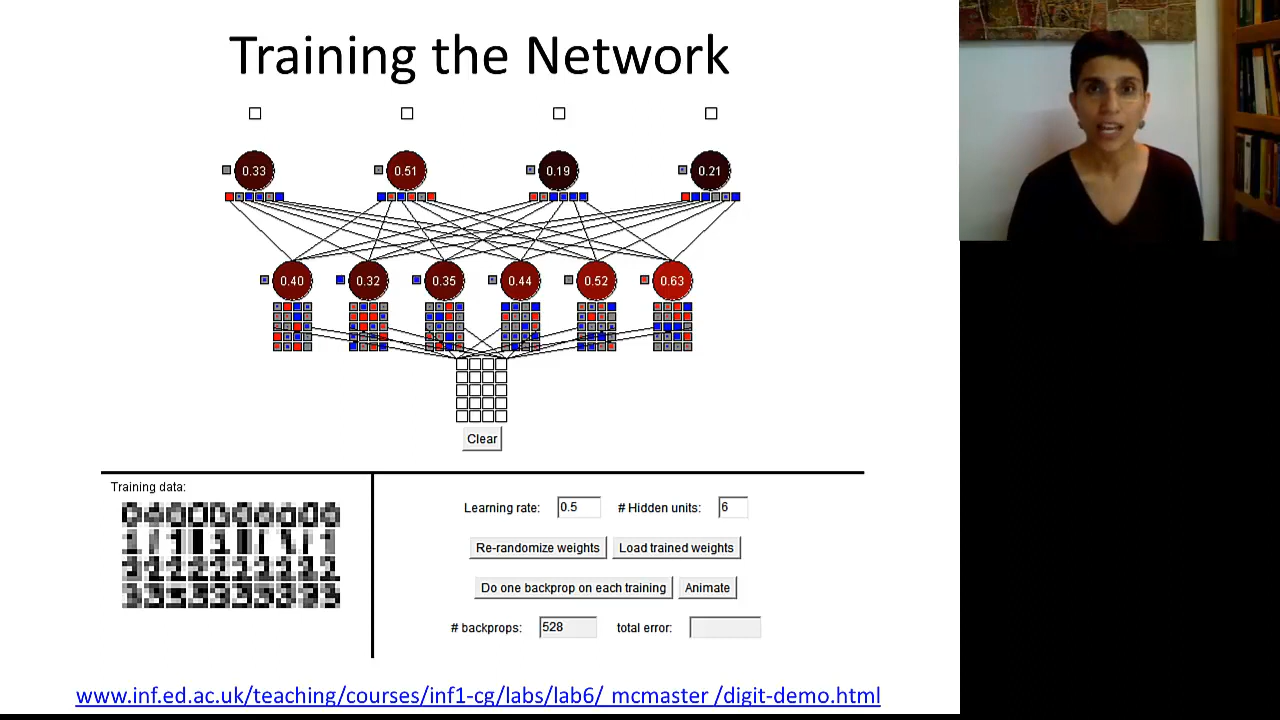 Training the Network
0.33 0.51 0.19 0.21
0.40 0.32 0.35 0.44 0.52 0.63
Clear
Training data:
Learning rate: 0.5 # Hidden units: 6
Re-randomize weights Load trained weights
Do one backprop on each training Animate
# backprops: 528 total error:
www.inf.ed.ac.uk/teaching/courses/inf1-cg/labs/lab6/ mcmaster /digit-demo.html